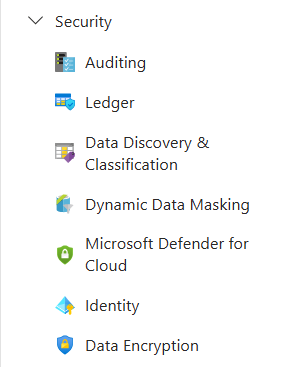 Security
Auditing
Ledger
Data Discovery &
Classification
Dynamic Data Masking
Microsoft Defender for
Cloud
Identity
Data Encryption